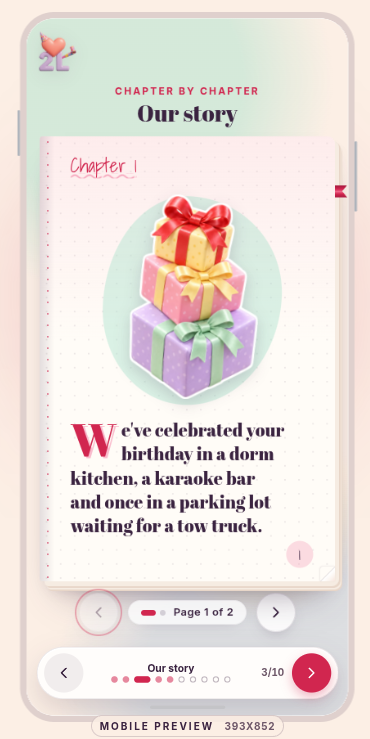 2L
CHAPTER BY CHAPTER
Our story
Chapter 1
We've celebrated your
birthday in a dorm
kitchen, a karaoke bar
and once in a parking lot
waiting for a tow truck.
1
Page 1 of 2
Our story
3/10
MOBILE PREVIEW 393X852